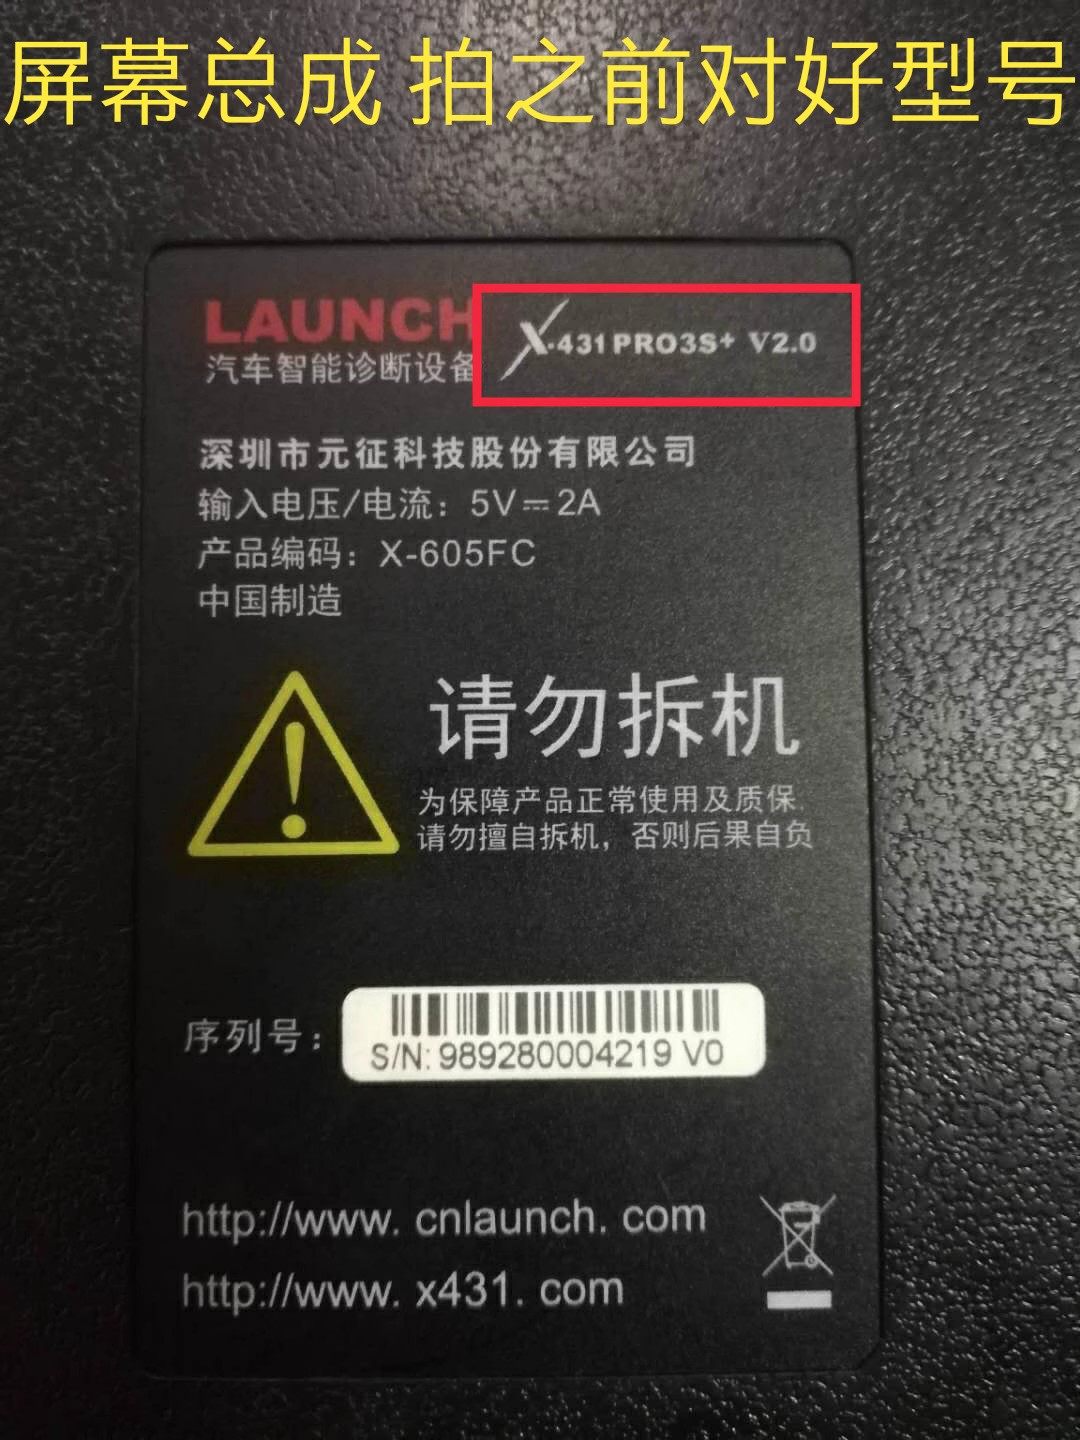 屏幕总成 拍之前对好型号
LAUNCH X-431 PRO3S+ V2.0
汽车智能诊断设备
深圳市元征科技股份有限公司
输入电压/电流：5V⎓2A
产品编码：X-605FC
中国制造
请勿拆机
为保障产品正常使用及质保.
请勿擅自拆机，否则后果自负
序列号：
S/N: 989280004219 V0
http://www. cnlaunch. com
http://www. x431. com